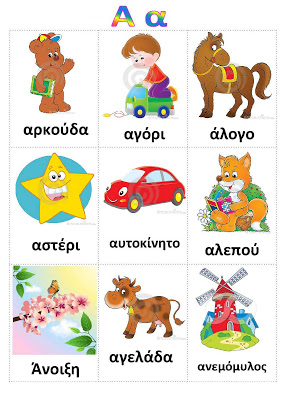 Α α
αρκούδα
αγόρι
άλογο
αστέρι
αυτοκίνητο
αλεπού
Άνοιξη
αγελάδα
ανεμόμυλος